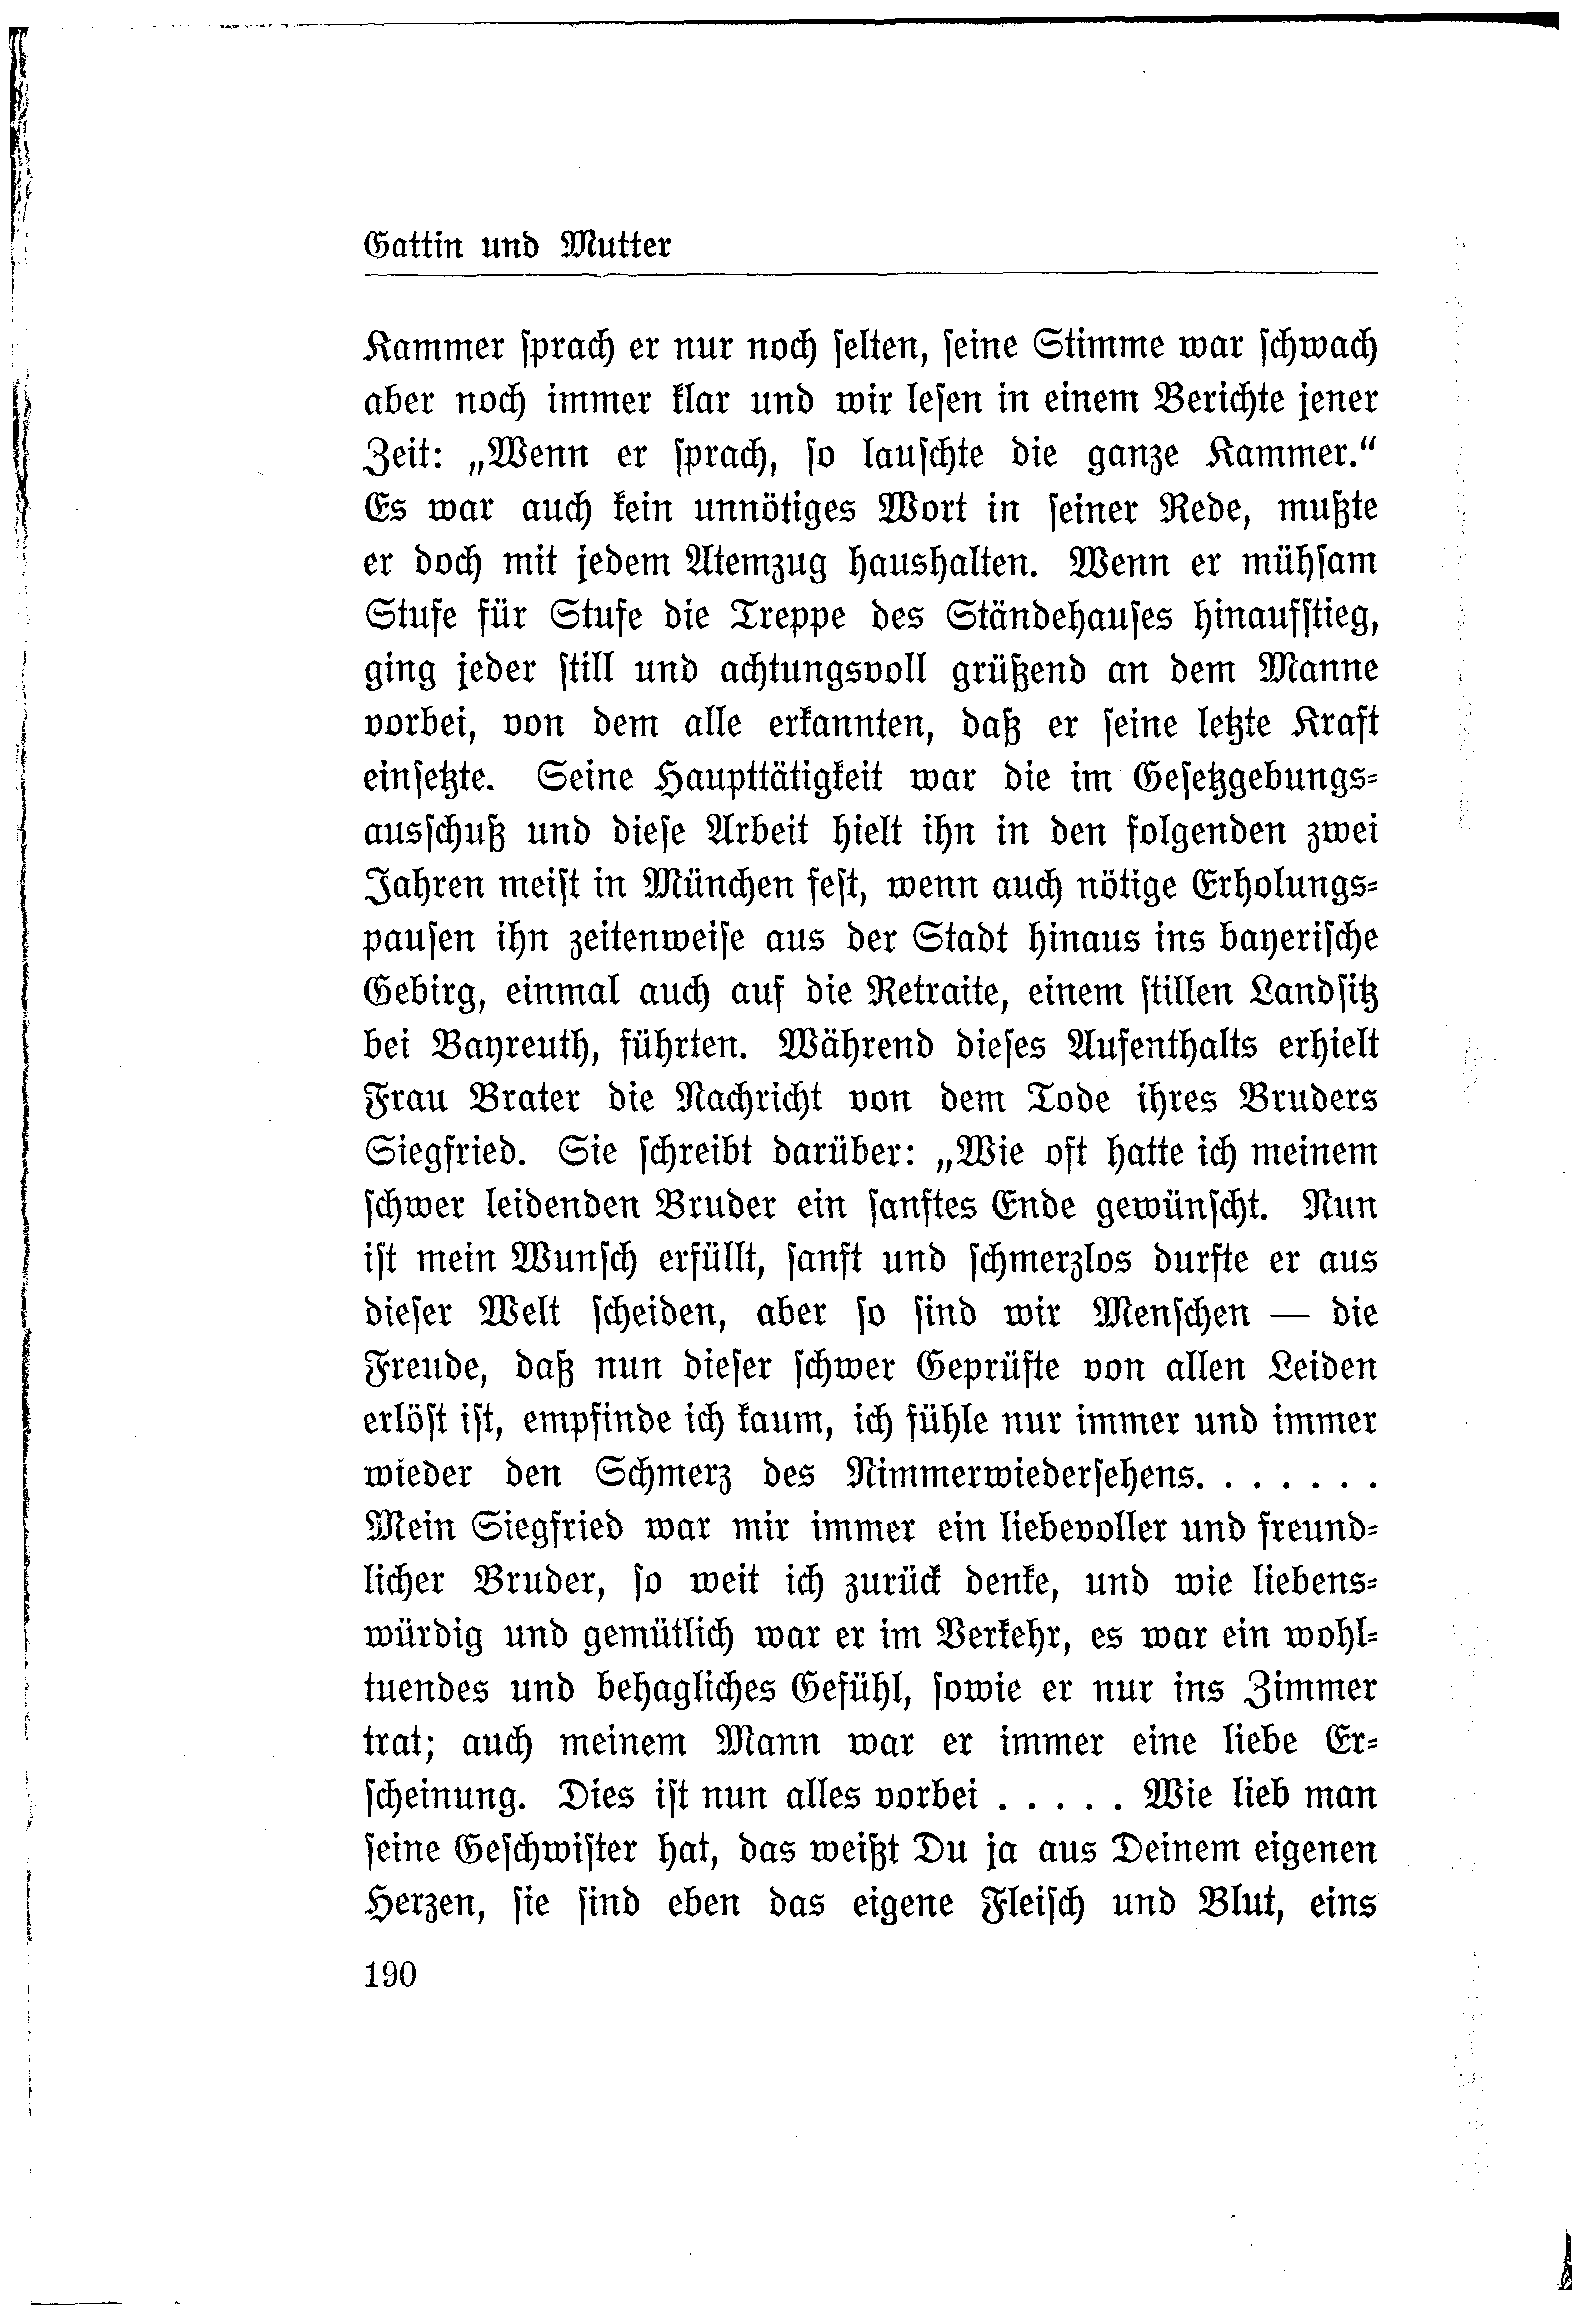 Gattin und Mutter
Kammer sprach er nur noch selten, seine Stimme war schwach
aber noch immer klar und wir lesen in einem Berichte jener
Zeit: „Wenn er sprach, so lauschte die ganze Kammer.“
Es war auch kein unnötiges Wort in seiner Rede, mußte
er doch mit jedem Atemzug haushalten. Wenn er mühsam
Stufe für Stufe die Treppe des Ständehauses hinaufstieg,
ging jeder still und achtungsvoll grüßend an dem Manne
vorbei, von dem alle erkannten, daß er seine letzte Kraft
einsetzte. Seine Haupttätigkeit war die im Gesetzgebungs-
ausschuß und diese Arbeit hielt ihn in den folgenden zwei
Jahren meist in München fest, wenn auch nötige Erholungs-
pausen ihn zeitenweise aus der Stadt hinaus ins bayerische
Gebirg, einmal auch auf die Retraite, einem stillen Landsitz
bei Bayreuth, führten. Während dieses Aufenthalts erhielt
Frau Brater die Nachricht von dem Tode ihres Bruders
Siegfried. Sie schreibt darüber: „Wie oft hatte ich meinem
schwer leidenden Bruder ein sanftes Ende gewünscht. Nun
ist mein Wunsch erfüllt, sanft und schmerzlos durfte er aus
dieser Welt scheiden, aber so sind wir Menschen — die
Freude, daß nun dieser schwer Geprüfte von allen Leiden
erlöst ist, empfinde ich kaum, ich fühle nur immer und immer
wieder den Schmerz des Nimmerwiedersehens. . . . . . .
Mein Siegfried war mir immer ein liebevoller und freund-
licher Bruder, so weit ich zurück denke, und wie liebens-
würdig und gemütlich war er im Verkehr, es war ein wohl-
tuendes und behagliches Gefühl, sowie er nur ins Zimmer
trat; auch meinem Mann war er immer eine liebe Er-
scheinung. Dies ist nun alles vorbei . . . . . Wie lieb man
seine Geschwister hat, das weißt Du ja aus Deinem eigenen
Herzen, sie sind eben das eigene Fleisch und Blut, eins
190